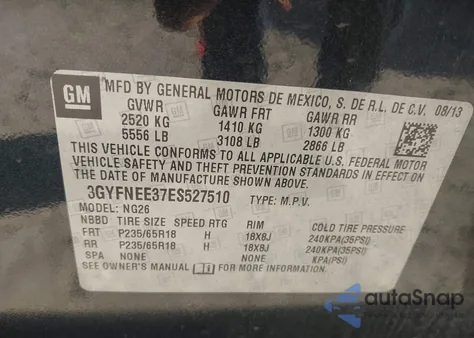 GM
MFD BY GENERAL MOTORS DE MEXICO, S. DE R.L. DE C.V. 08/13
GVWR GAWR FRT GAWR RR
2520 KG 1410 KG 1300 KG
5556 LB 3108 LB 2866 LB
THIS VEHICLE CONFORMS TO ALL APPLICABLE U.S. FEDERAL MOTOR
VEHICLE SAFETY AND THEFT PREVENTION STANDARDS IN EFFECT ON
THE DATE OF MANUFACTURE SHOWN ABOVE.
3GYFNEE37ES527510 TYPE: M.P.V.
MODEL: NG26
NBBD TIRE SIZE SPEED RTG RIM COLD TIRE PRESSURE
FRT P235/65R18 H 18X8J 240KPA(35PSI)
RR P235/65R18 H 18X8J 240KPA(35PSI)
SPA NONE NONE KPA(PSI)
SEE OWNER'S MANUAL FOR MORE INFORMATION.
autoSnap